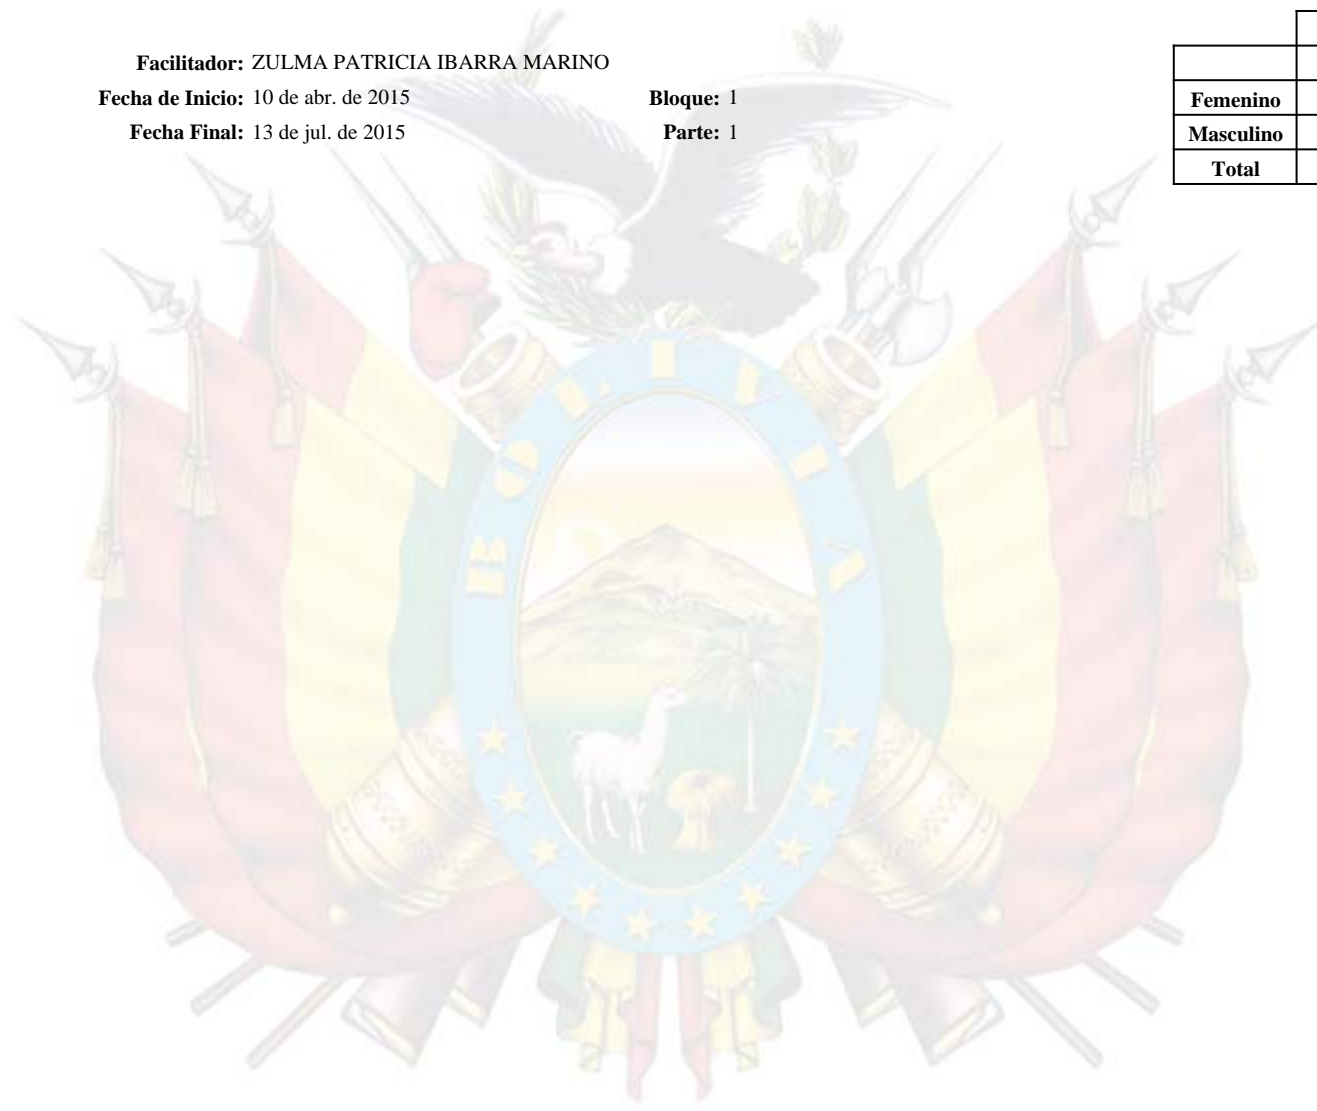 Facilitador: ZULMA PATRICIA IBARRA MARINO
Fecha de Inicio: 10 de abr. de 2015 Bloque: 1
Fecha Final: 13 de jul. de 2015 Parte: 1
Femenino
Masculino
Total
BOLIVIA